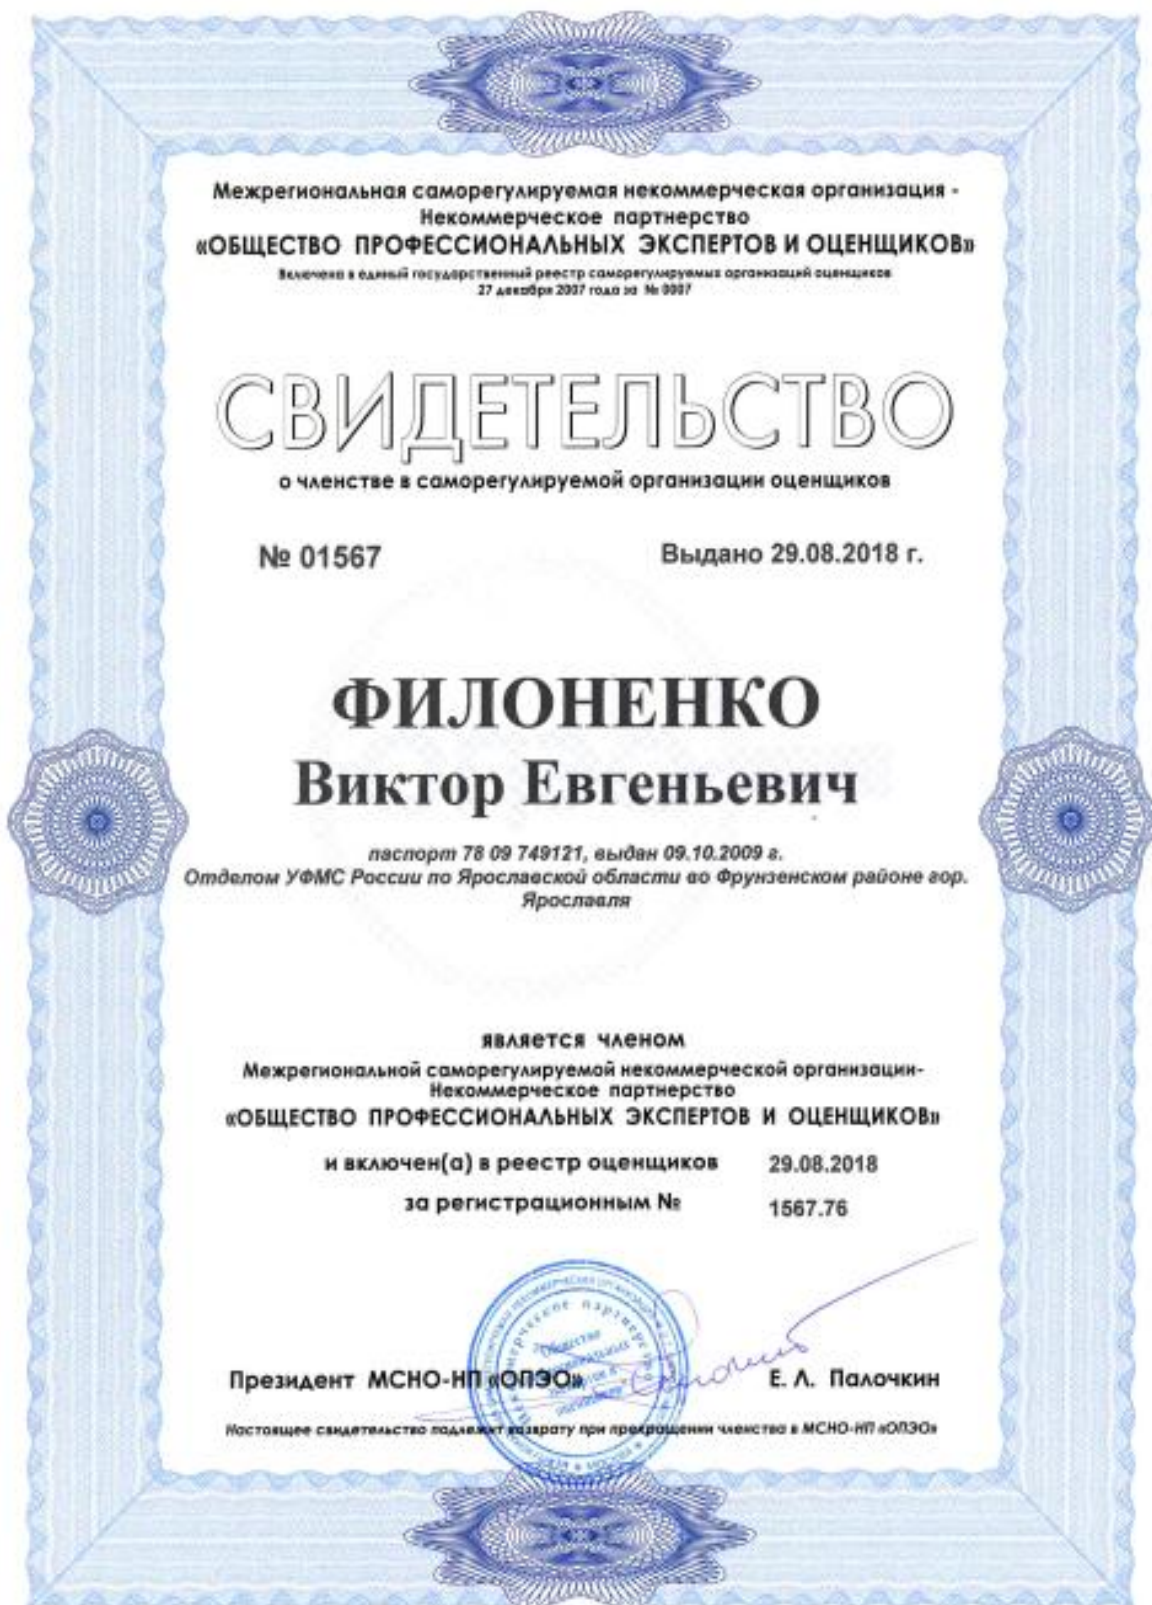 Межрегиональная саморегулируемая некоммерческая организация -
Некоммерческое партнерство
«ОБЩЕСТВО ПРОФЕССИОНАЛЬНЫХ ЭКСПЕРТОВ И ОЦЕНЩИКОВ»
Включена в единый государственный реестр саморегулируемых организаций оценщиков
27 декабря 2007 года за № 0007
СВИДЕТЕЛЬСТВО
о членстве в саморегулируемой организации оценщиков
№ 01567 Выдано 29.08.2018 г.
ФИЛОНЕНКО
Виктор Евгеньевич
паспорт 78 09 749121, выдан 09.10.2009 г.
Отделом УФМС России по Ярославской области во Фрунзенском районе гор.
Ярославля
является членом
Межрегиональной саморегулируемой некоммерческой организации-
Некоммерческое партнерство
«ОБЩЕСТВО ПРОФЕССИОНАЛЬНЫХ ЭКСПЕРТОВ И ОЦЕНЩИКОВ»
и включен(а) в реестр оценщиков 29.08.2018
за регистрационным № 1567.76
Президент МСНО-НП «ОПЭО» Е. Л. Палочкин
Настоящее свидетельство подлежит возврату при прекращении членства в МСНО-НП «ОПЭО»